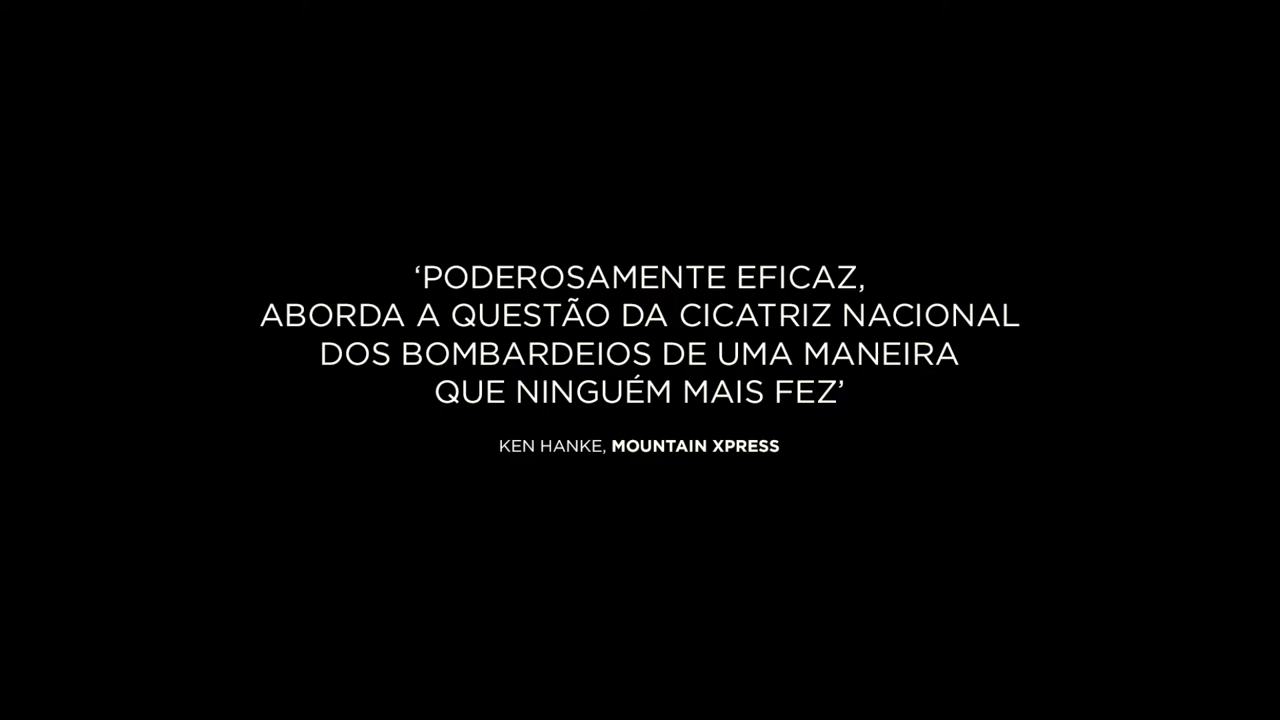 ‘PODEROSAMENTE EFICAZ,
ABORDA A QUESTÃO DA CICATRIZ NACIONAL
DOS BOMBARDEIOS DE UMA MANEIRA
QUE NINGUÉM MAIS FEZ’
KEN HANKE, MOUNTAIN XPRESS